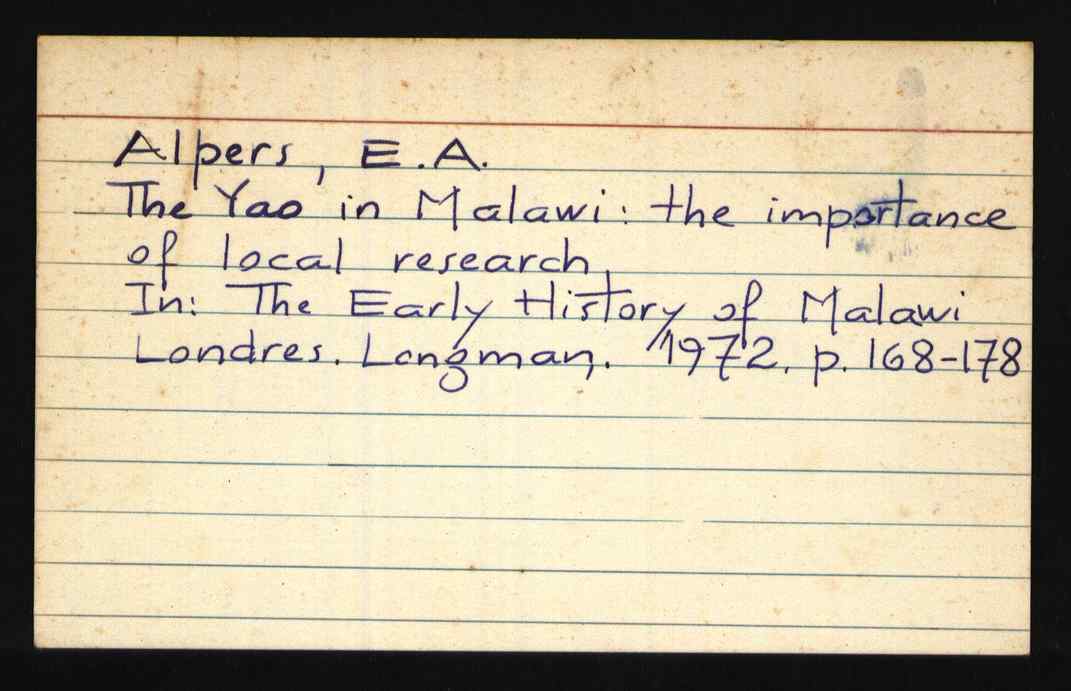 Alpers, E.A.
The Yao in Malawi: the importance
of local research,
In: The Early History of Malawi
Londres. Longman,. 1972. p. 168-178